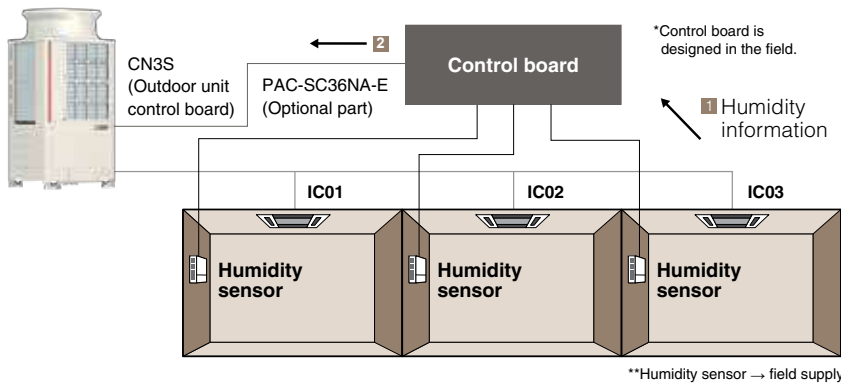 CN3S
(Outdoor unit
control board)
2
PAC-SC36NA-E
(Optional part)
Control board
*Control board is
designed in the field.
1 Humidity
information
IC01
IC02
IC03
Humidity
sensor
Humidity
sensor
Humidity
sensor
**Humidity sensor → field supply